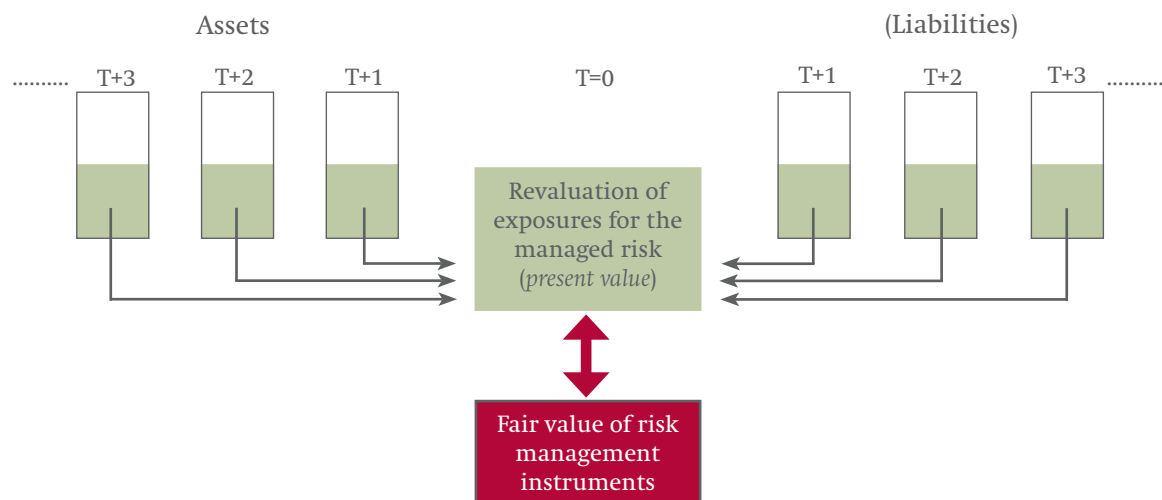 Assets
(Liabilities)
.......... T+3 T+2 T+1 T=0 T+1 T+2 T+3 ..........
Revaluation of
exposures for the
managed risk
(present value)
Fair value of risk
management
instruments